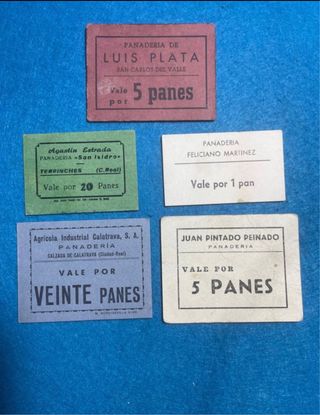 PANADERIA DE
LUIS PLATA
SAN CARLOS DEL VALLE
Vale
por 5 panes
Agustín Estrada
PANADERIA «San Isidro»
TERRINCHES (C. Real)
Vale por 20 Panes
PANADERIA
FELICIANO MARTINEZ
Vale por 1 pan
Agrícola Industrial Calatrava, S. A.
PANADERÍA
CALZADA DE CALATRAVA (Ciudad-Real)
VALE POR
VEINTE PANES
JUAN PINTADO PEINADO
PANADERIA
VALE POR
5 PANES